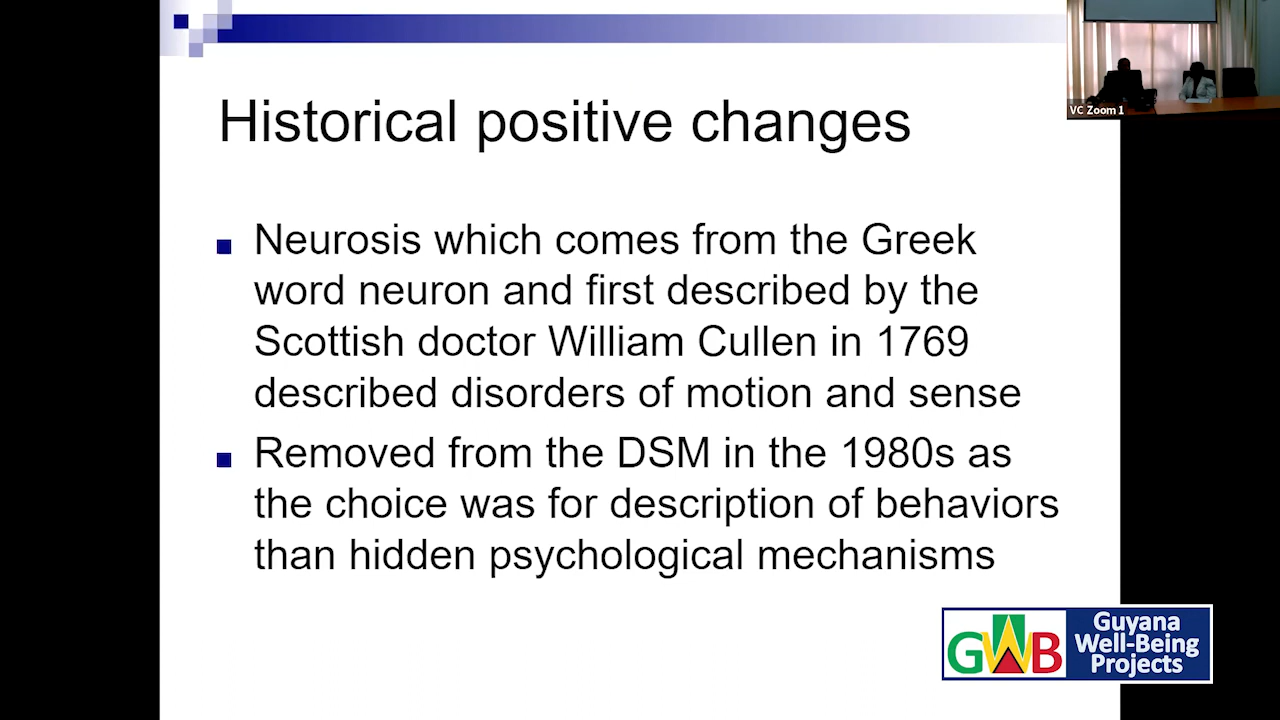 VC Zoom 1
Historical positive changes
Neurosis which comes from the Greek
word neuron and first described by the
Scottish doctor William Cullen in 1769
described disorders of motion and sense
Removed from the DSM in the 1980s as
the choice was for description of behaviors
than hidden psychological mechanisms
GWB
Guyana
Well-Being
Projects